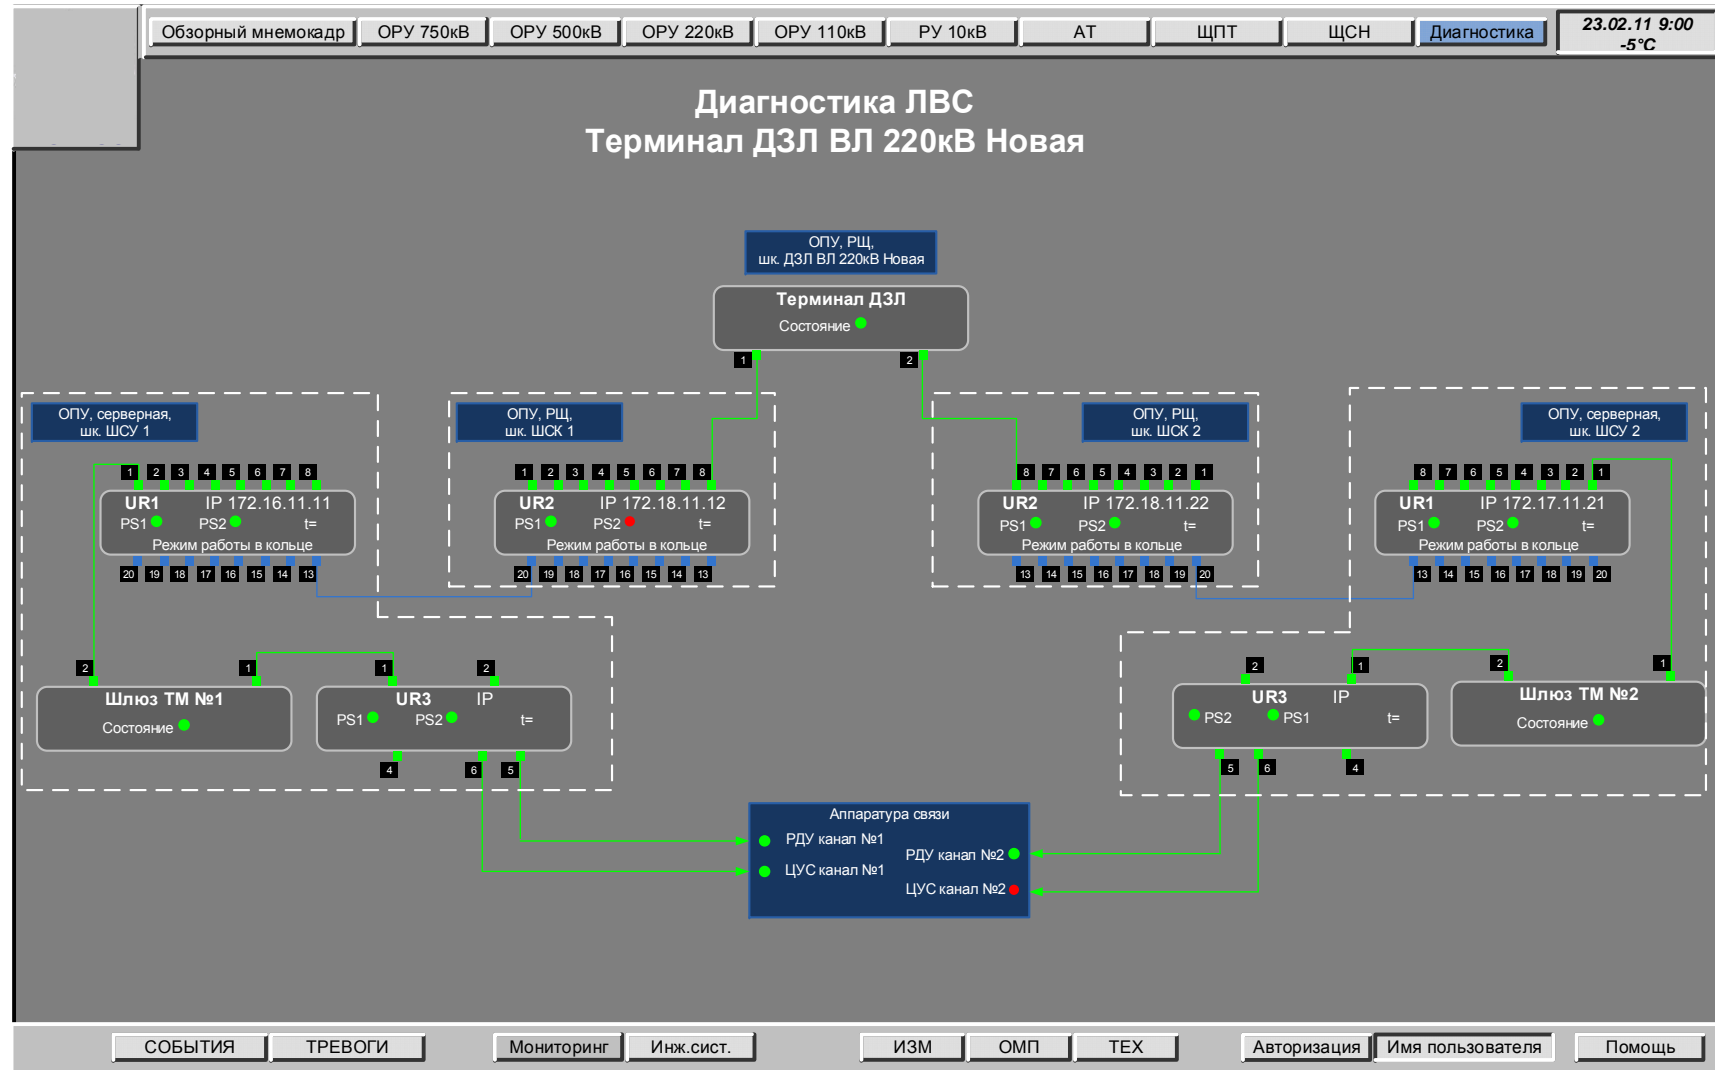 Обзорный мнемокадр ОРУ 750кВ ОРУ 500кВ ОРУ 220кВ ОРУ 110кВ РУ 10кВ АТ ЩПТ ЩСН Диагностика 23.02.11 9:00
-5°С
Диагностика ЛВС
Терминал ДЗЛ ВЛ 220кВ Новая
ОПУ, РЩ,
шк. ДЗЛ ВЛ 220кВ Новая
Терминал ДЗЛ
Состояние
1 2
ОПУ, серверная,
шк. ШСУ 1
1 2 3 4 5 6 7 8
UR1 IP 172.16.11.11
PS1 PS2 t=
Режим работы в кольце
20 19 18 17 16 15 14 13
ОПУ, РЩ,
шк. ШСК 1
1 2 3 4 5 6 7 8
UR2 IP 172.18.11.12
PS1 PS2 t=
Режим работы в кольце
20 19 18 17 16 15 14 13
ОПУ, РЩ,
шк. ШСК 2
8 7 6 5 4 3 2 1
UR2 IP 172.18.11.22
PS1 PS2 t=
Режим работы в кольце
13 14 15 16 17 18 19 20
ОПУ, серверная,
шк. ШСУ 2
8 7 6 5 4 3 2 1
UR1 IP 172.17.11.21
PS1 PS2 t=
Режим работы в кольце
13 14 15 16 17 18 19 20
2 1
Шлюз ТМ №1
Состояние
1 2
UR3 IP
PS1 PS2 t=
4 6 5
2 1
UR3 IP
PS2 PS1 t=
5 6 4
2 1
Шлюз ТМ №2
Состояние
Аппаратура связи
РДУ канал №1
ЦУС канал №1
РДУ канал №2
ЦУС канал №2
СОБЫТИЯ ТРЕВОГИ Мониторинг Инж.сист. ИЗМ ОМП ТЕХ Авторизация Имя пользователя Помощь